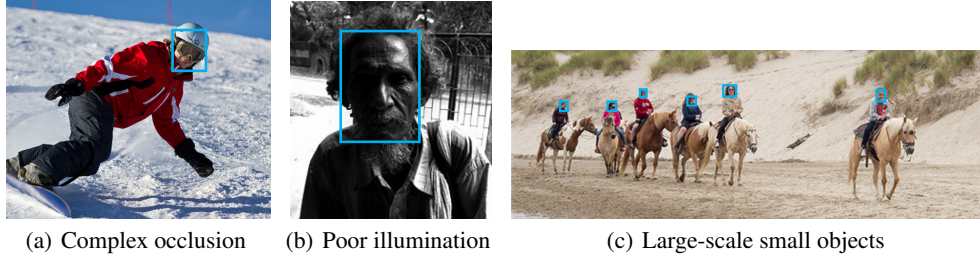 (a) Complex occlusion
(b) Poor illumination
(c) Large-scale small objects